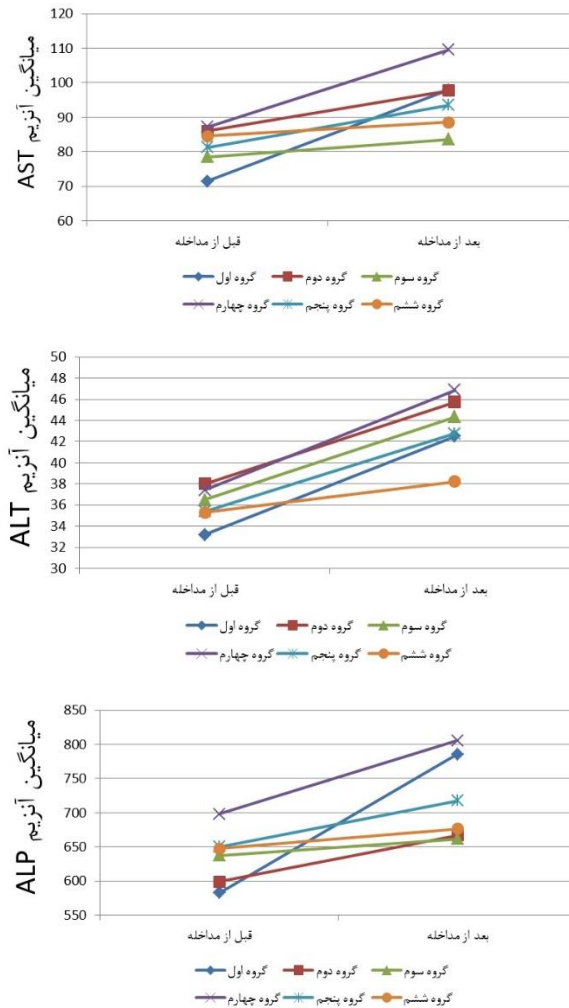 میانگین آنزیم AST
120
110
100
90
80
70
60
قبل از مداخله
بعد از مداخله
گروه اول
گروه دوم
گروه سوم
گروه چهارم
گروه پنجم
گروه ششم
میانگین آنزیم ALT
50
48
46
44
42
40
38
36
34
32
30
قبل از مداخله
بعد از مداخله
گروه اول
گروه دوم
گروه سوم
گروه چهارم
گروه پنجم
گروه ششم
میانگین آنزیم ALP
850
800
750
700
650
600
550
قبل از مداخله
بعد از مداخله
گروه اول
گروه دوم
گروه سوم
گروه چهارم
گروه پنجم
گروه ششم